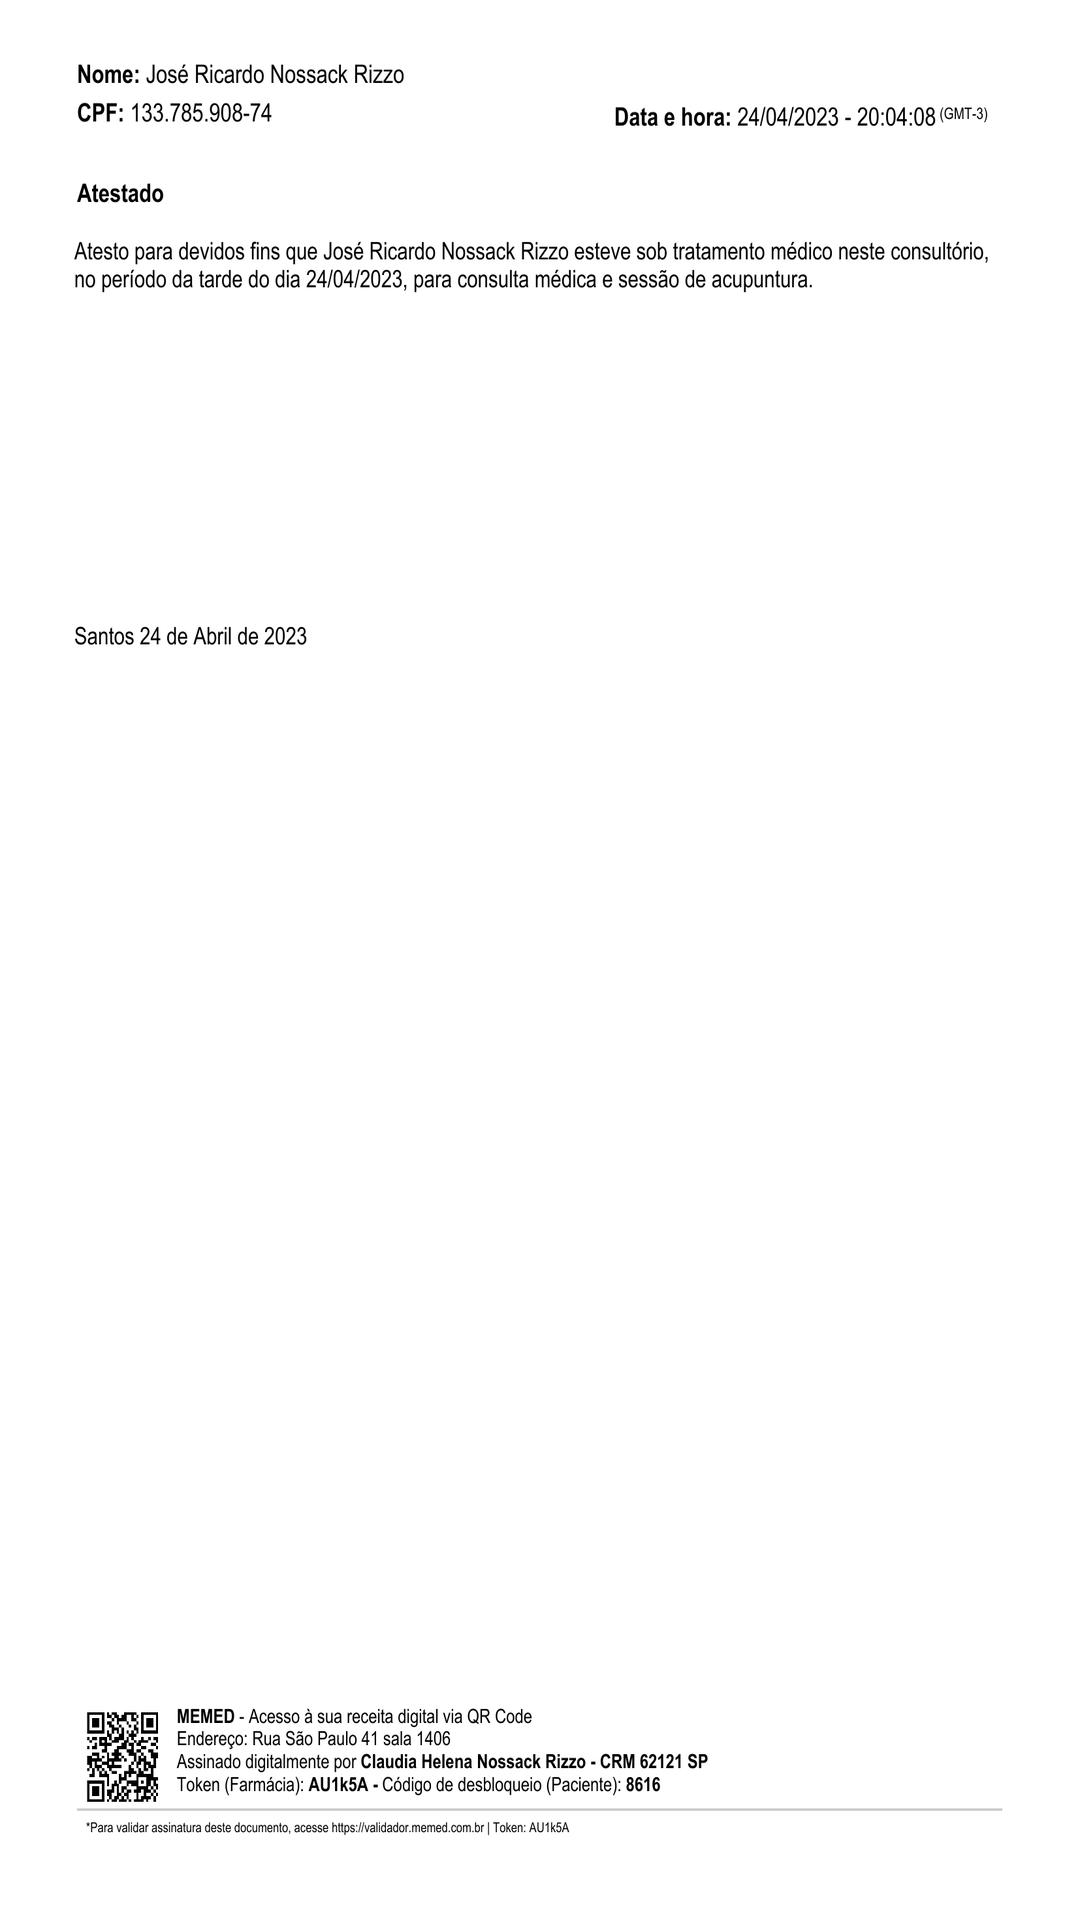 Nome: José Ricardo Nossack Rizzo
CPF: 133.785.908-74
Data e hora: 24/04/2023 - 20:04:08 (GMT-3)
Atestado
Atesto para devidos fins que José Ricardo Nossack Rizzo esteve sob tratamento médico neste consultório,
no período da tarde do dia 24/04/2023, para consulta médica e sessão de acupuntura.
Santos 24 de Abril de 2023
MEMED - Acesso à sua receita digital via QR Code
Endereço: Rua São Paulo 41 sala 1406
Assinado digitalmente por Claudia Helena Nossack Rizzo - CRM 62121 SP
Token (Farmácia): AU1k5A - Código de desbloqueio (Paciente): 8616
*Para validar assinatura deste documento, acesse https://validador.memed.com.br | Token: AU1k5A